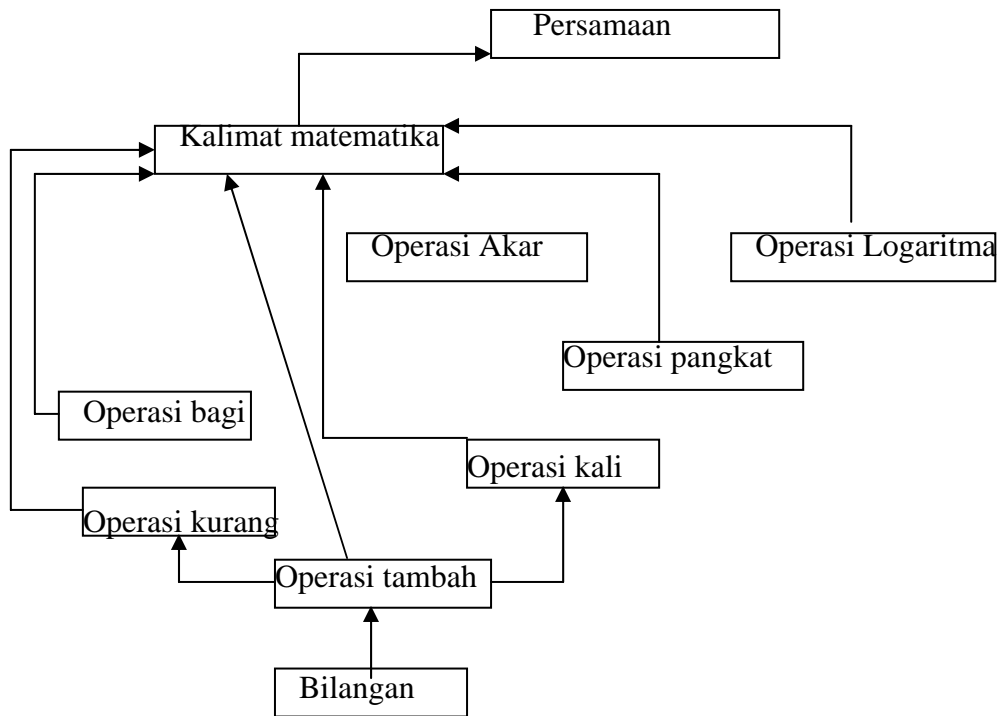 Persamaan
Kalimat matematika
Operasi Akar
Operasi Logaritma
Operasi pangkat
Operasi bagi
Operasi kali
Operasi kurang
Operasi tambah
Bilangan